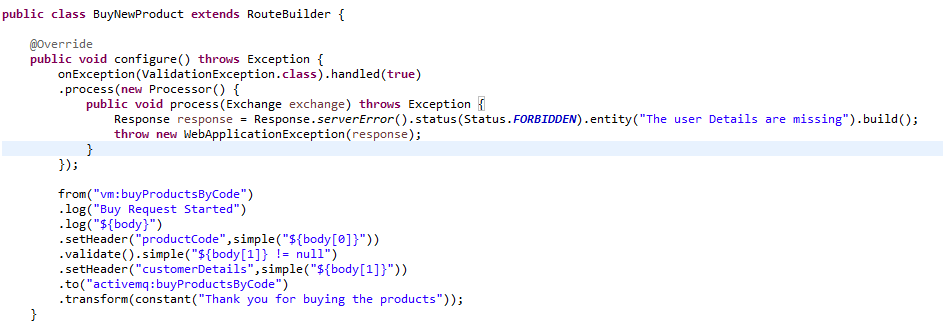 public class BuyNewProduct extends RouteBuilder {
@Override
public void configure() throws Exception {
onException(ValidationException.class).handled(true)
.process(new Processor() {
public void process(Exchange exchange) throws Exception {
Response response = Response.serverError().status(Status.FORBIDDEN).entity("The user Details are missing").build();
throw new WebApplicationException(response);
}
});
from("vm:buyProductsByCode")
.log("Buy Request Started")
.log("${body}")
.setHeader("productCode",simple("${body[0]}"))
.validate().simple("${body[1]} != null")
.setHeader("customerDetails",simple("${body[1]}"))
.to("activemq:buyProductsByCode")
.transform(constant("Thank you for buying the products"));
}